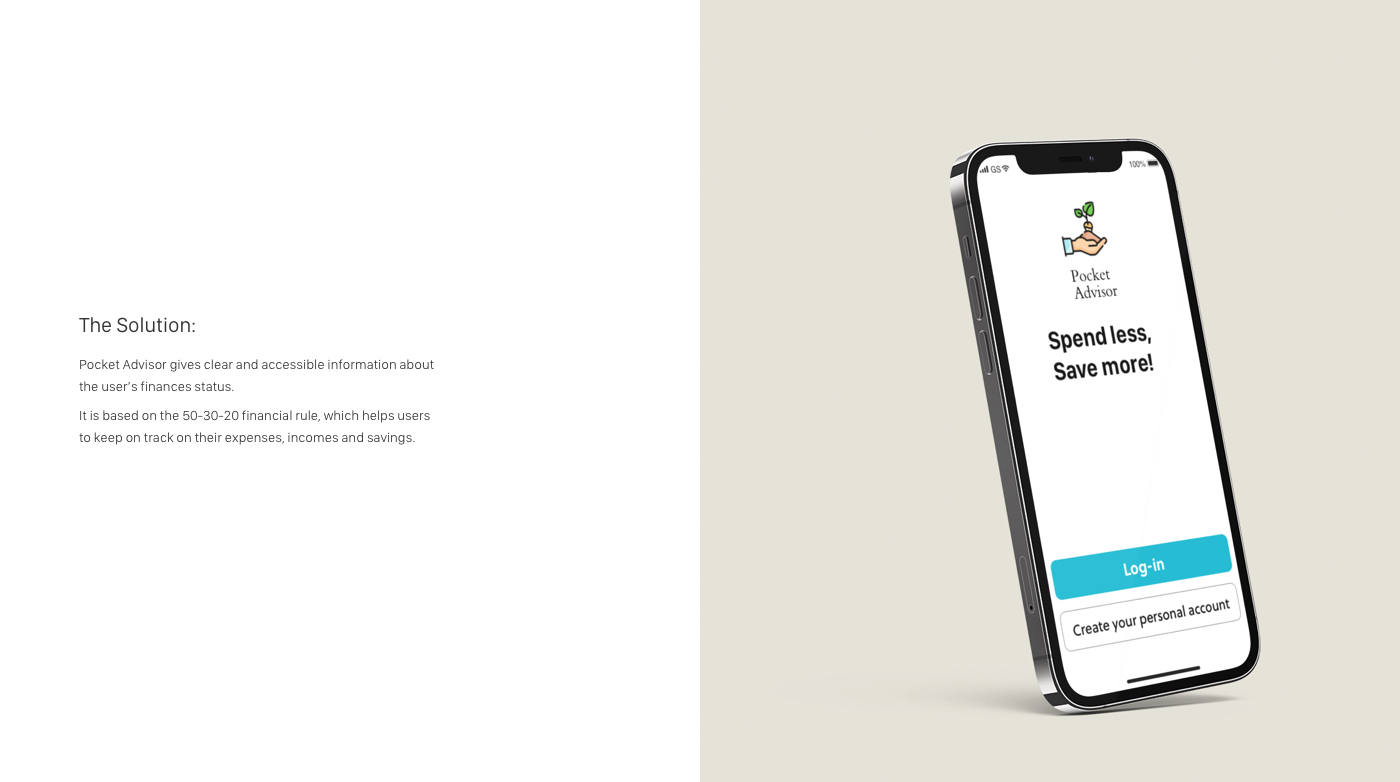 The Solution:
Pocket Advisor gives clear and accessible information about
the user's finances status.
It is based on the 50-30-20 financial rule, which helps users
to keep on track on their expenses, incomes and savings.
GS
100%
Pocket
Advisor
Spend less,
Save more!
Log-in
Create your personal account